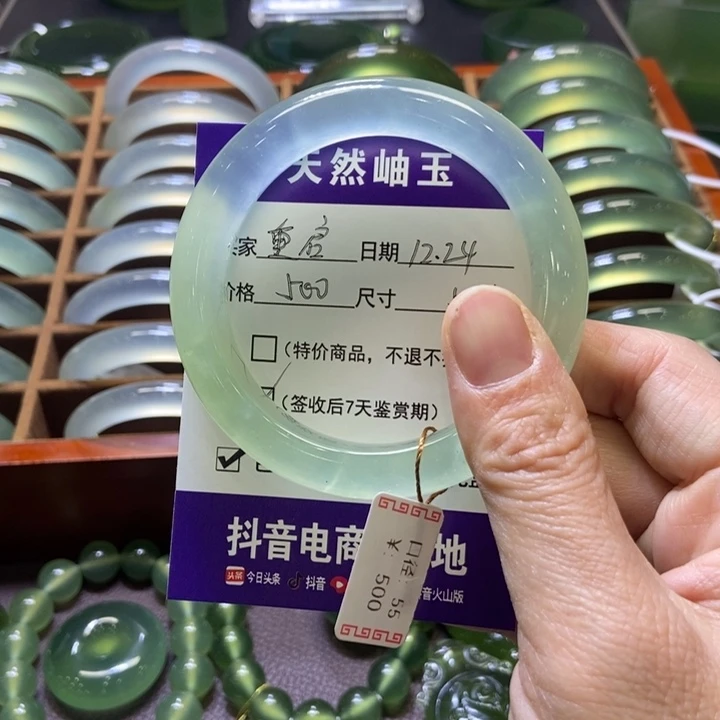 天然岫玉
家 重启 日期 12.24
价格 500 尺寸
(特价商品，不退不
(签收后7天鉴赏期)
抖音电商 地
头条 今日头条 抖音 音火山版
口径: 55
¥: 500